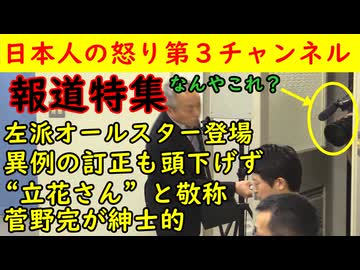 日本人の怒り第３チャンネル
報道特集
なんやこれ？
左派オールスター登場
異例の訂正も頭下げず
“立花さん”と敬称
菅野完が紳士的